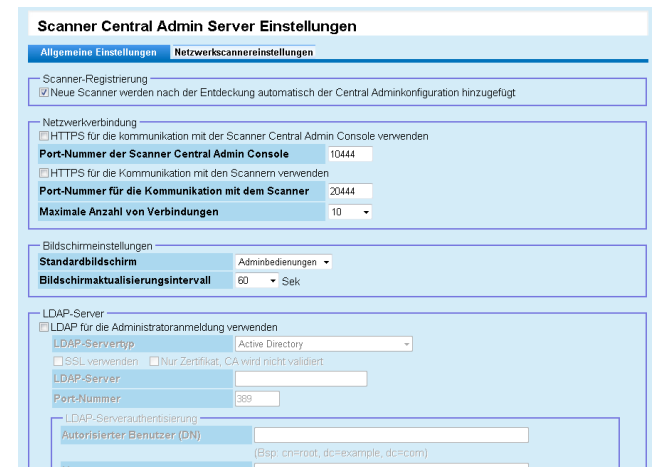 Scanner Central Admin Server Einstellungen
Allgemeine Einstellungen Netzwerkscannereinstellungen
Scanner-Registrierung
Neue Scanner werden nach der Entdeckung automatisch der Central Adminkonfiguration hinzugefügt
Netzwerkverbindung
HTTPS für die kommunikation mit der Scanner Central Admin Console verwenden
Port-Nummer der Scanner Central Admin Console 10444
HTTPS für die Kommunikation mit den Scannern verwenden
Port-Nummer für die Kommunikation mit dem Scanner 20444
Maximale Anzahl von Verbindungen 10
Bildschirmeinstellungen
Standardbildschirm Adminbedienungen
Bildschirmaktualisierungsintervall 60 Sek
LDAP-Server
LDAP für die Administratoranmeldung verwenden
LDAP-Servertyp Active Directory
SSL verwenden Nur Zertifikat, CA wird nicht validiert
LDAP-Server
Port-Nummer 389
LDAP-Serverauthentisierung
Autorisierter Benutzer (DN)
(Bsp. cn=root, dc=example, dc=com)